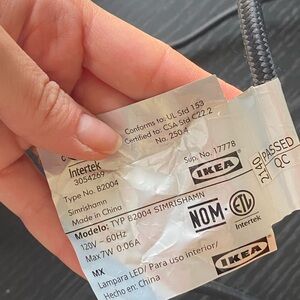 Conforms to: UL Std 153
Certified to: CSA Std C22.2
No. 250.4
Intertek
3054269
Type No. B2004
Simrishamn
Made in China
Sup. No. 17778
IKEA
2140
PASSED
QC
Modelo: TYP B2004 SIMRISHAMN
120V ~ 60Hz
Max7W 0.06A
NOM
ETL
Intertek
MX
Lámpara LED/ Para uso interior/
Hecho en: China
IKEA